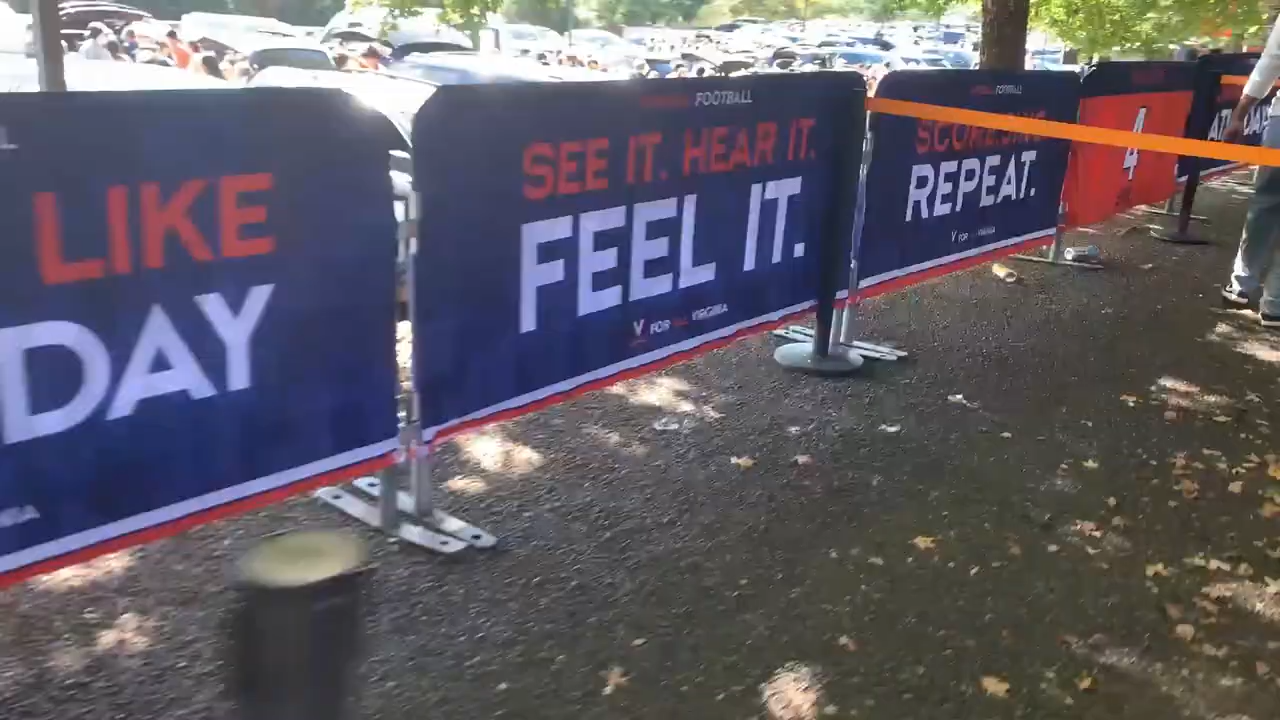 LIKE
DAY
FOOTBALL
SEE IT. HEAR IT.
FEEL IT.
V FOR VIRGINIA
FOOTBALL
REPEAT.
V FOR VIRGINIA
4